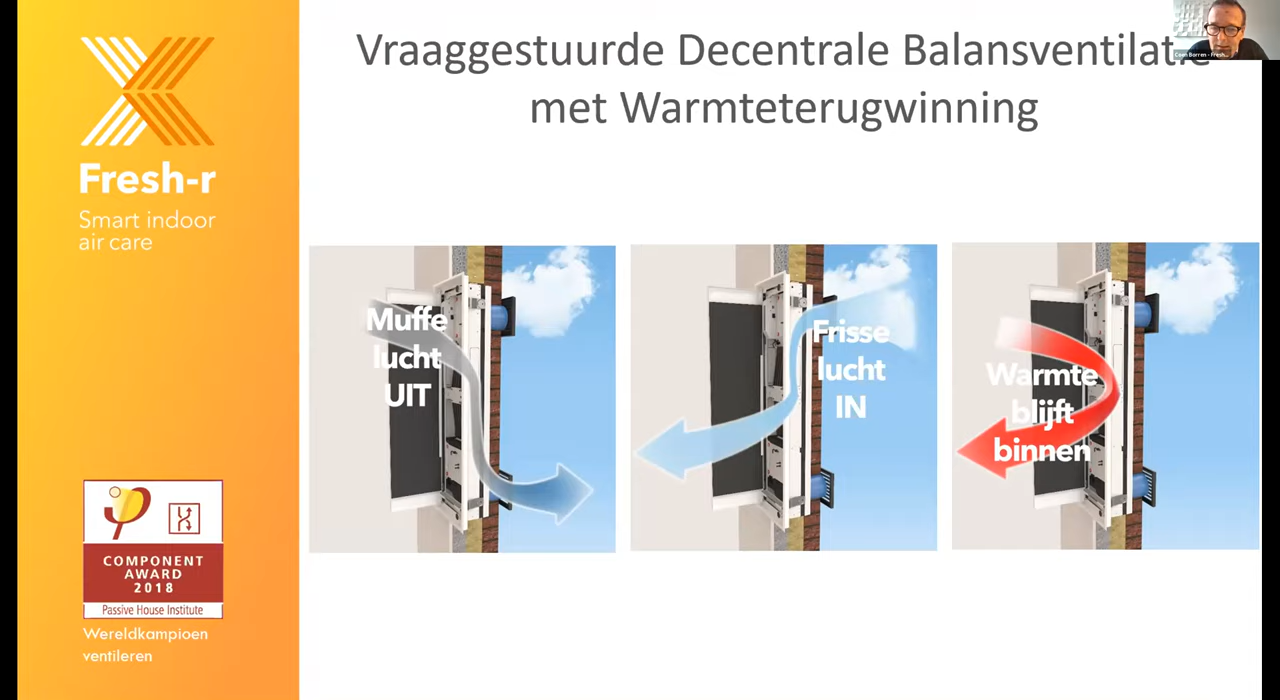 Vraaggestuurde Decentrale Balansventilatie
met Warmteterugwinning
Fresh-r
Smart indoor
air care
Muffe
lucht
UIT
Frisse
lucht
IN
Warmte
blijft
binnen
COMPONENT
AWARD
2018
Passive House Institute
Wereldkampioen
ventileren